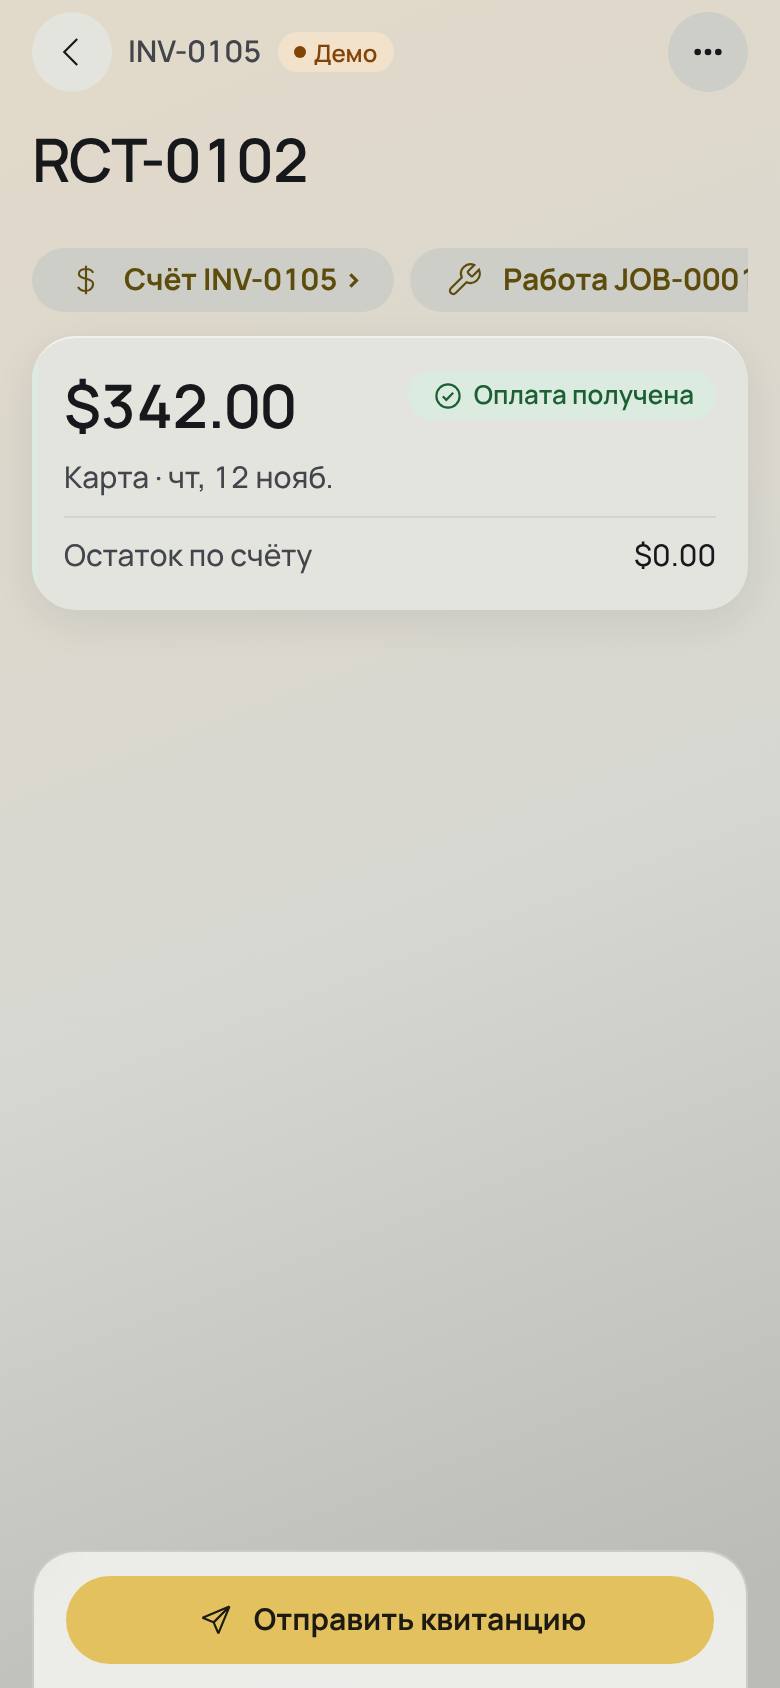 INV-0105
Демо
RCT-0102
Счёт INV-0105
Работа JOB-0001
$342.00
Оплата получена
Карта · чт, 12 нояб.
Остаток по счёту
$0.00
Отправить квитанцию